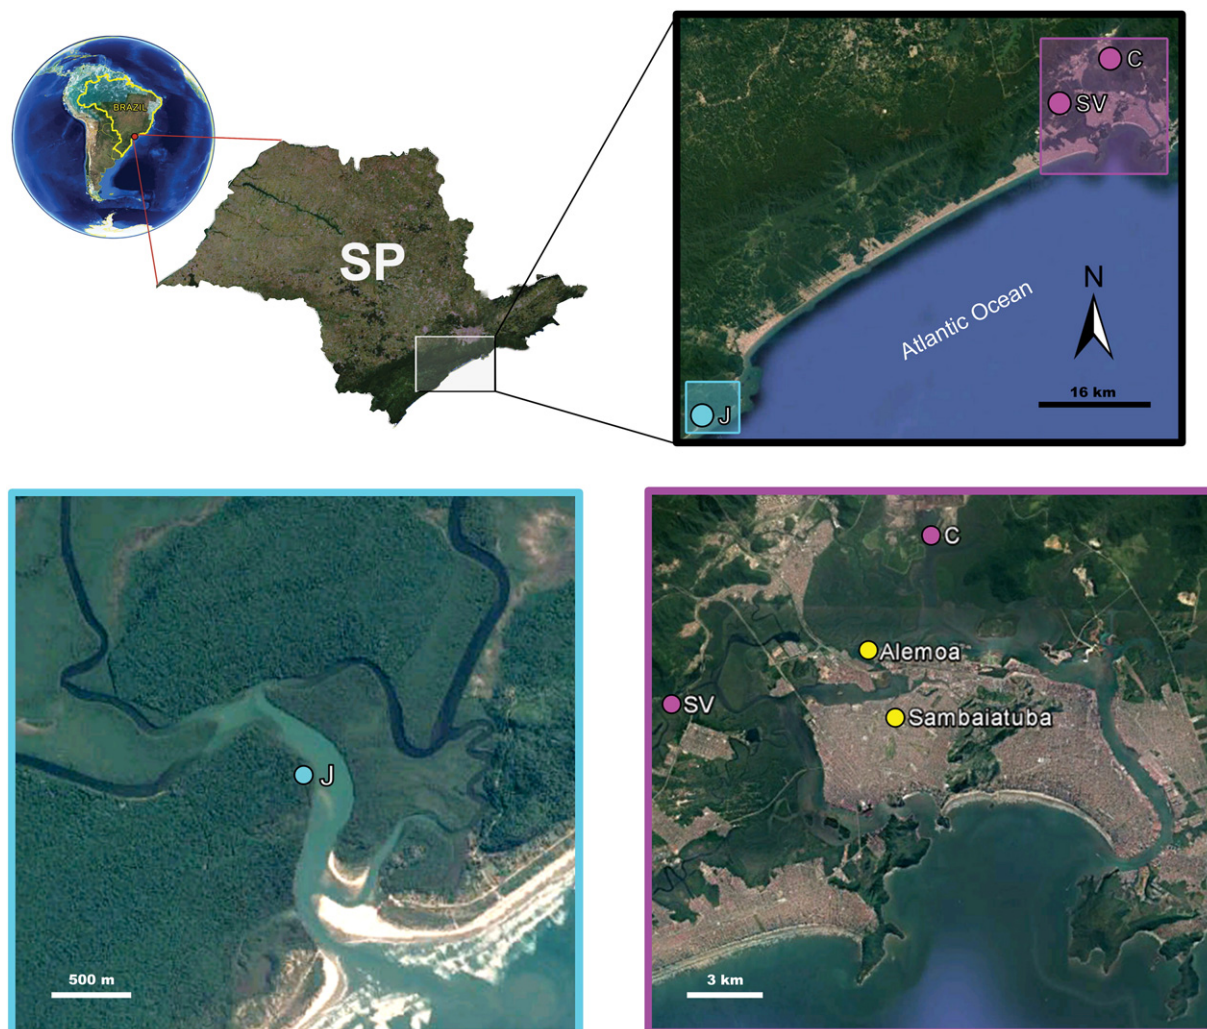 BRAZIL
SP
C
SV
Atlantic Ocean
N
16 km
J
J
500 m
C
Alemoa
SV
Sambaiatuba
3 km